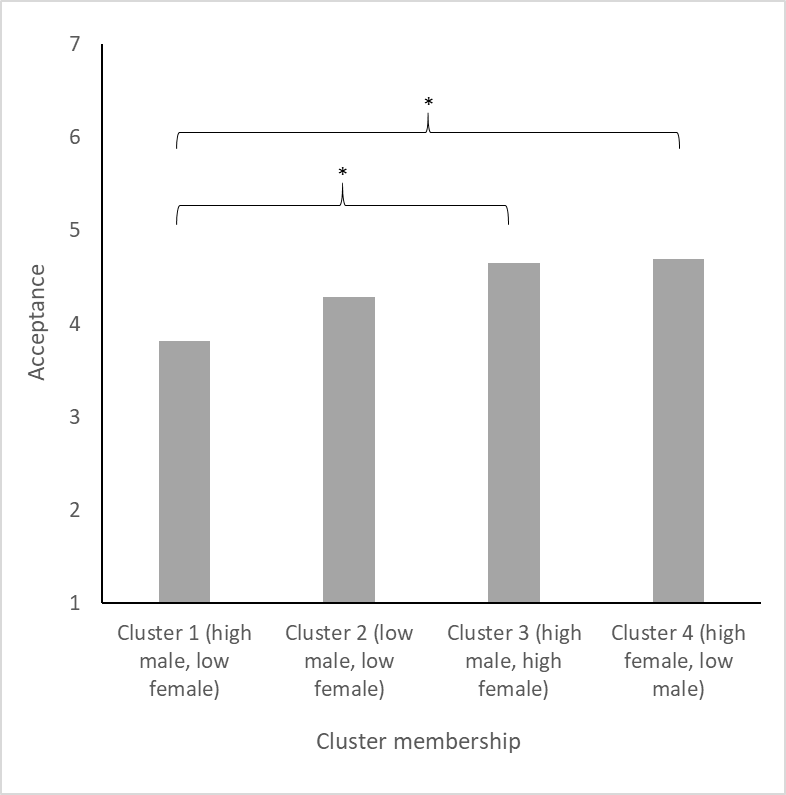 7
*
6
*
5
4
3
2
1
Acceptance
Cluster 1 (high
male, low
female)
Cluster 2 (low
male, low
female)
Cluster 3 (high
male, high
female)
Cluster 4 (high
female, low
male)
Cluster membership